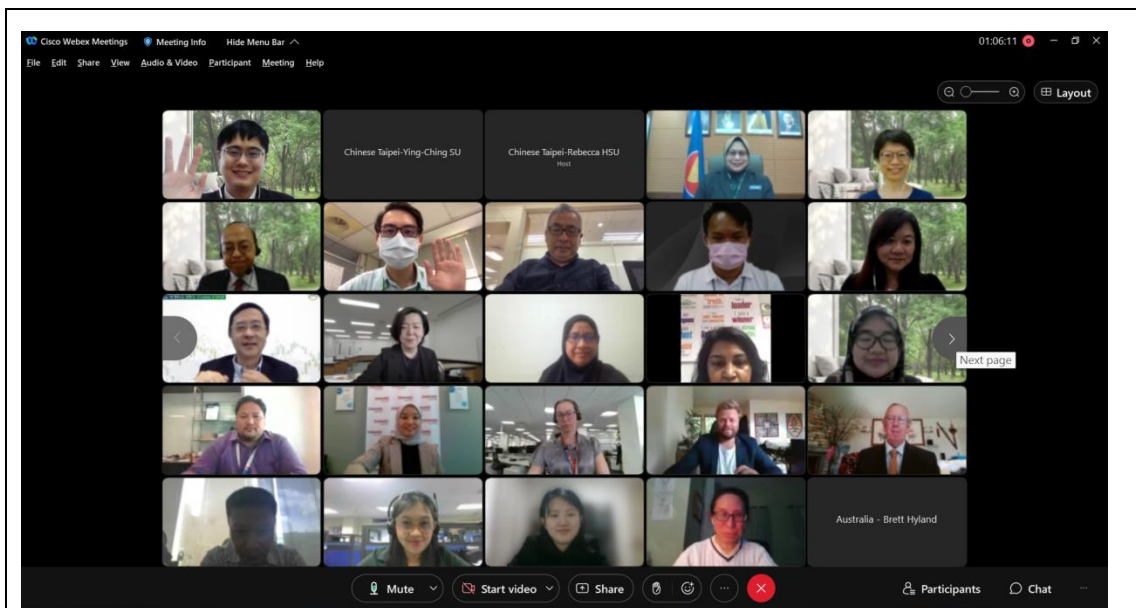 Cisco Webex Meetings Meeting Info Hide Menu Bar 01:06:11
File Edit Share View Audio & Video Participant Meeting Help
Layout
Chinese Taipei-Ying-Ching SU
Chinese Taipei-Rebecca HSU
Host
leader
winner
Next page
Australia - Brett Hyland
Mute Start video Share Participants Chat